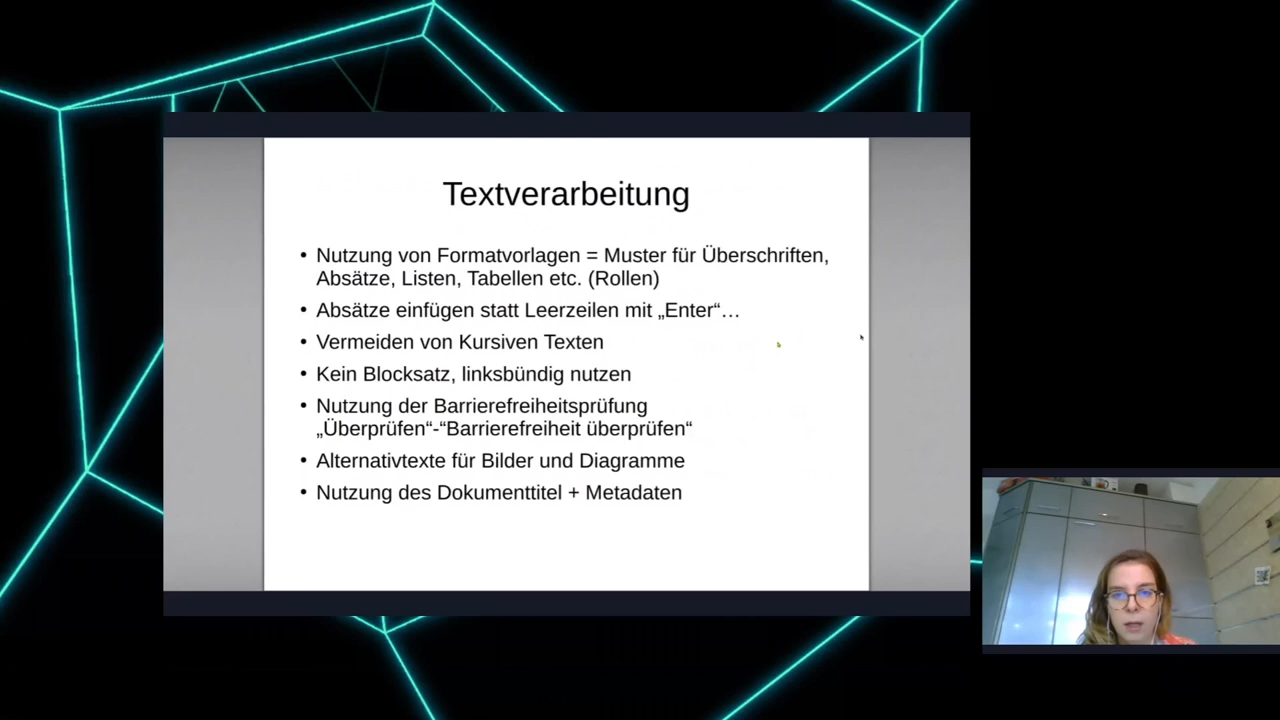 Textverarbeitung
• Nutzung von Formatvorlagen = Muster für Überschriften,
Absätze, Listen, Tabellen etc. (Rollen)
• Absätze einfügen statt Leerzeilen mit „Enter“…
• Vermeiden von Kursiven Texten
• Kein Blocksatz, linksbündig nutzen
• Nutzung der Barrierefreiheitsprüfung
„Überprüfen“-“Barrierefreiheit überprüfen“
• Alternativtexte für Bilder und Diagramme
• Nutzung des Dokumenttitel + Metadaten